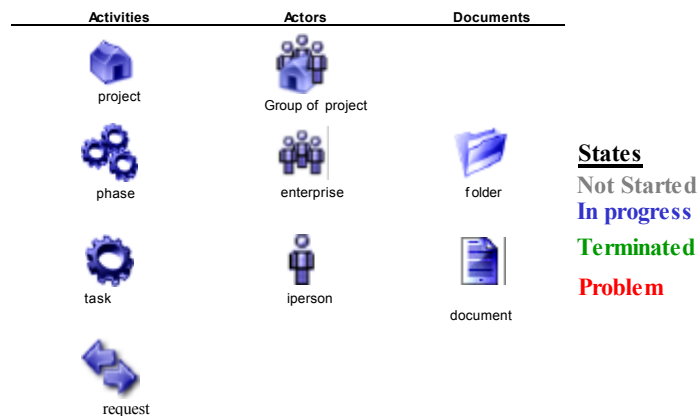 Activities Actors Documents
project
Group of project
phase enterprise folder
task iperson
document
request
States
Not Started
In progress
Terminated
Problem